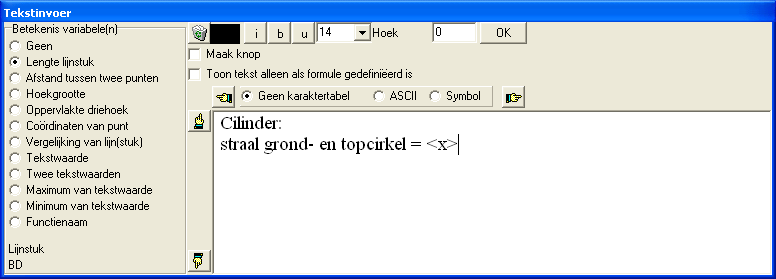 Tekstinvoer
Betekenis variabele(n)
Geen
Lengte lijnstuk
Afstand tussen twee punten
Hoekgrootte
Oppervlakte driehoek
Coördinaten van punt
Vergelijking van lijn(stuk)
Tekstwaarde
Twee tekstwaarden
Maximum van tekstwaarde
Minimum van tekstwaarde
Functienaam
Lijnstuk
BD
i b u 14 Hoek 0 OK
Maak knop
Toon tekst alleen als formule gedefiniëerd is
Geen karaktertabel ASCII Symbol
Cilinder:
straal grond- en topcirkel = <x>